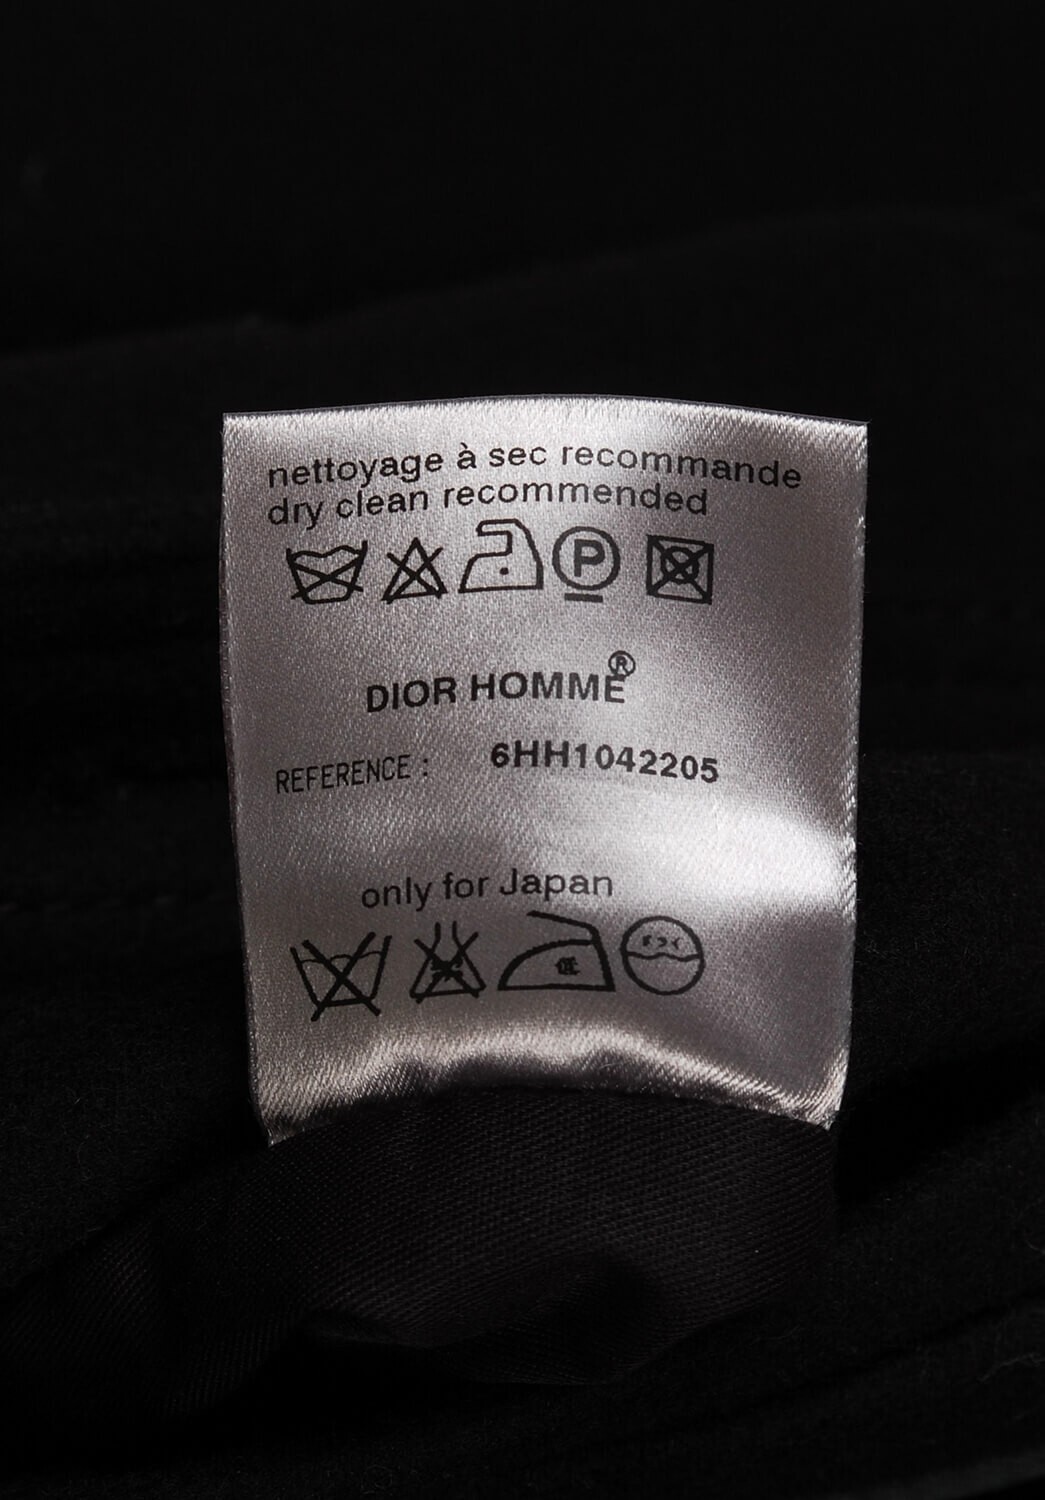 nettoyage à sec recommande
dry clean recommended
P
DIOR HOMME®
REFERENCE : 6HH1042205
only for Japan